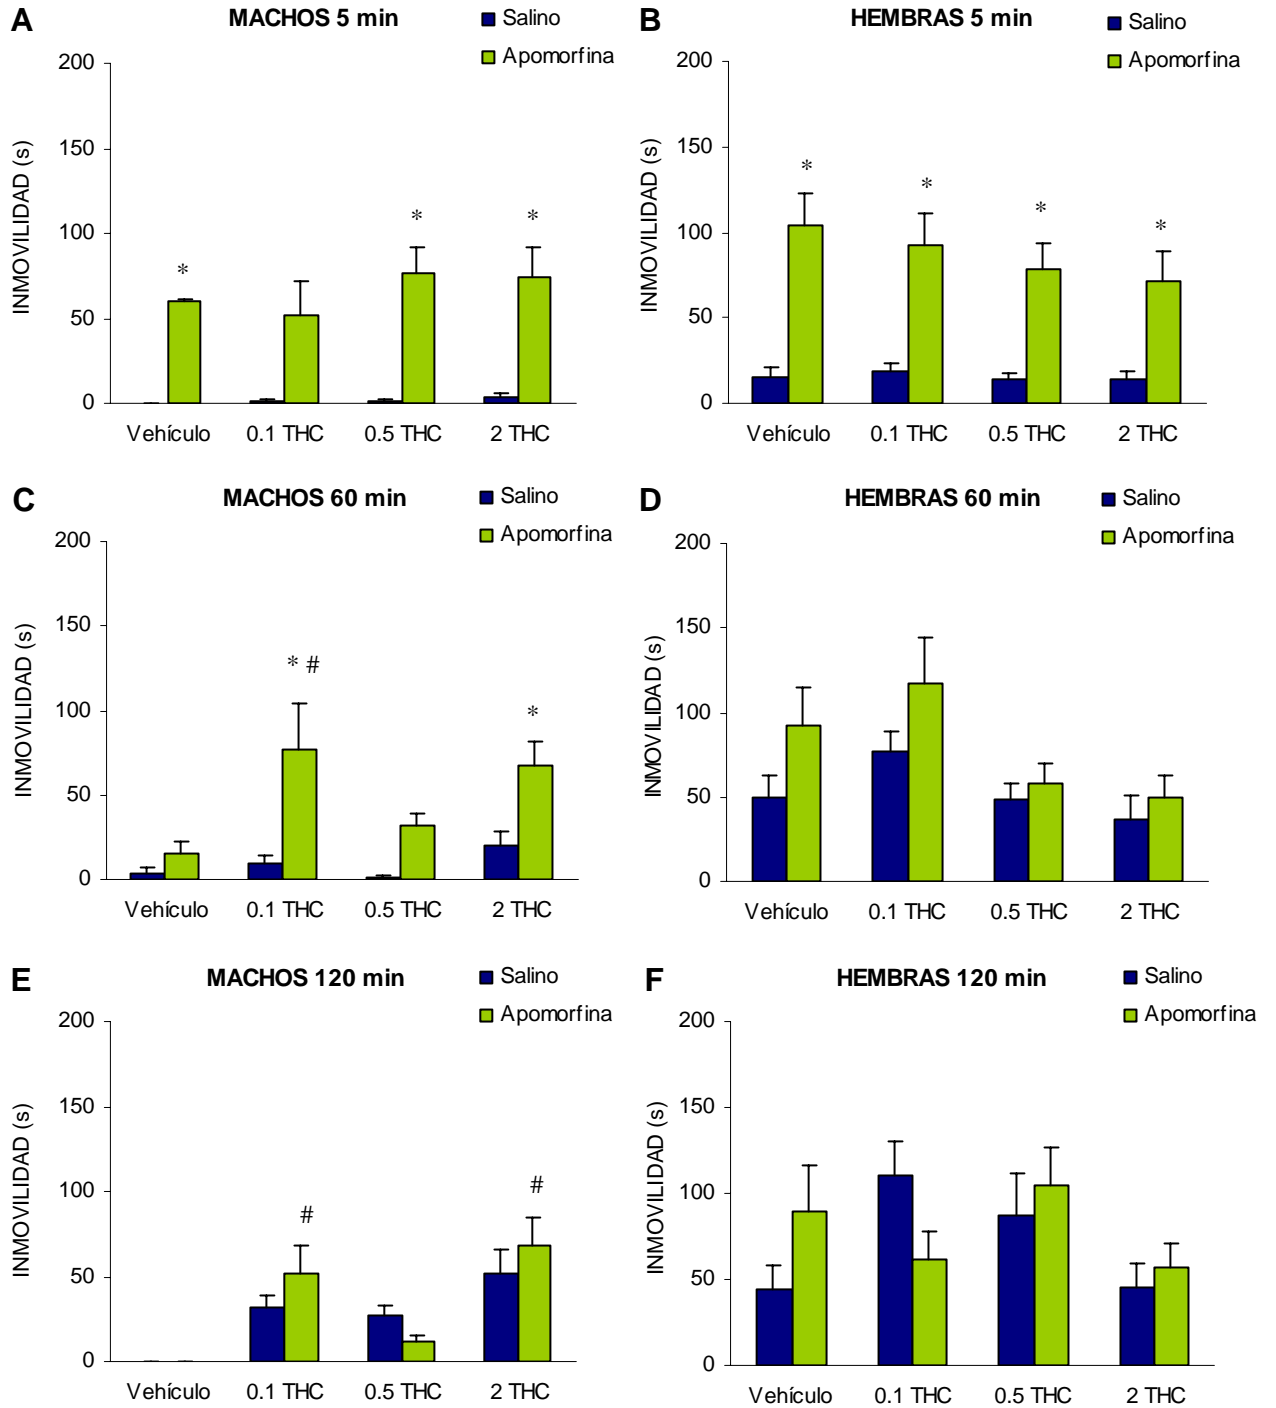 A
MACHOS 5 min
Salino
Apomorfina
INMOVILIDAD (s)
200
150
100
50
0
*
*
*
Vehículo 0.1 THC 0.5 THC 2 THC
B
HEMBRAS 5 min
Salino
Apomorfina
INMOVILIDAD (s)
200
150
100
50
0
*
*
*
*
Vehículo 0.1 THC 0.5 THC 2 THC
C
MACHOS 60 min
Salino
Apomorfina
INMOVILIDAD (s)
200
150
100
50
0
* #
*
Vehículo 0.1 THC 0.5 THC 2 THC
D
HEMBRAS 60 min
Salino
Apomorfina
INMOVILIDAD (s)
200
150
100
50
0
Vehículo 0.1 THC 0.5 THC 2 THC
E
MACHOS 120 min
Salino
Apomorfina
INMOVILIDAD (s)
200
150
100
50
0
#
#
Vehículo 0.1 THC 0.5 THC 2 THC
F
HEMBRAS 120 min
Salino
Apomorfina
INMOVILIDAD (s)
200
150
100
50
0
Vehículo 0.1 THC 0.5 THC 2 THC